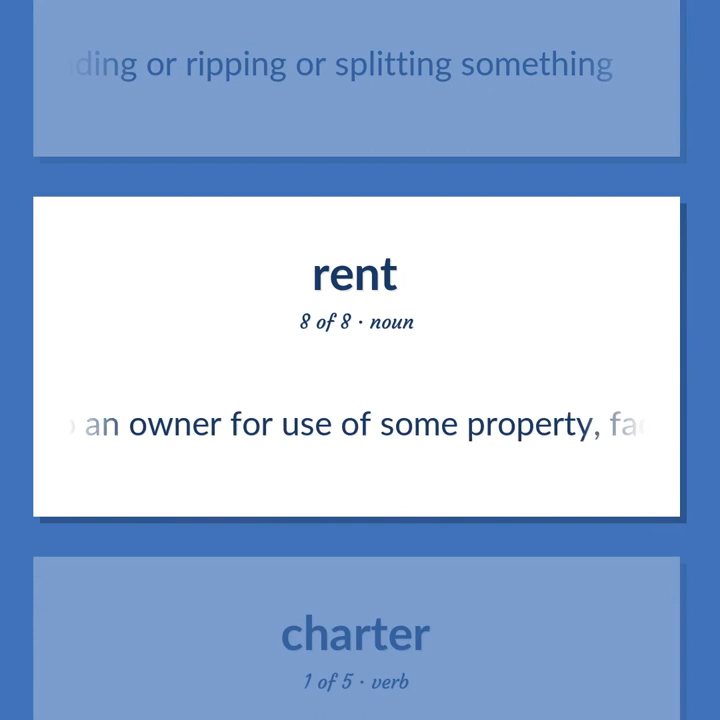 ding or ripping or splitting something
rent
8 of 8 · noun
an owner for use of some property,
charter
1 of 5 · verb